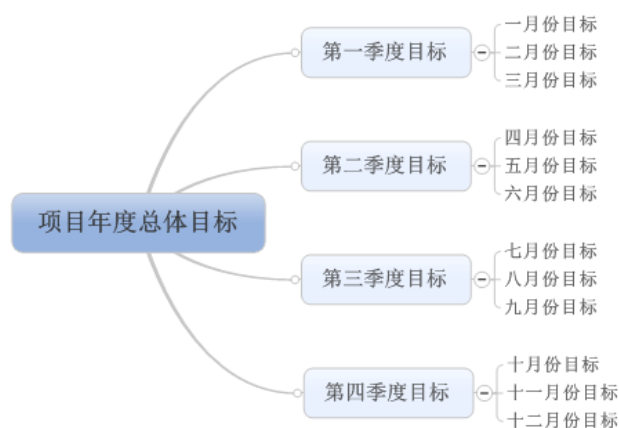 项目年度总体目标
第一季度目标
一月份目标
二月份目标
三月份目标
第二季度目标
四月份目标
五月份目标
六月份目标
第三季度目标
七月份目标
八月份目标
九月份目标
第四季度目标
十月份目标
十一月份目标
十二月份目标